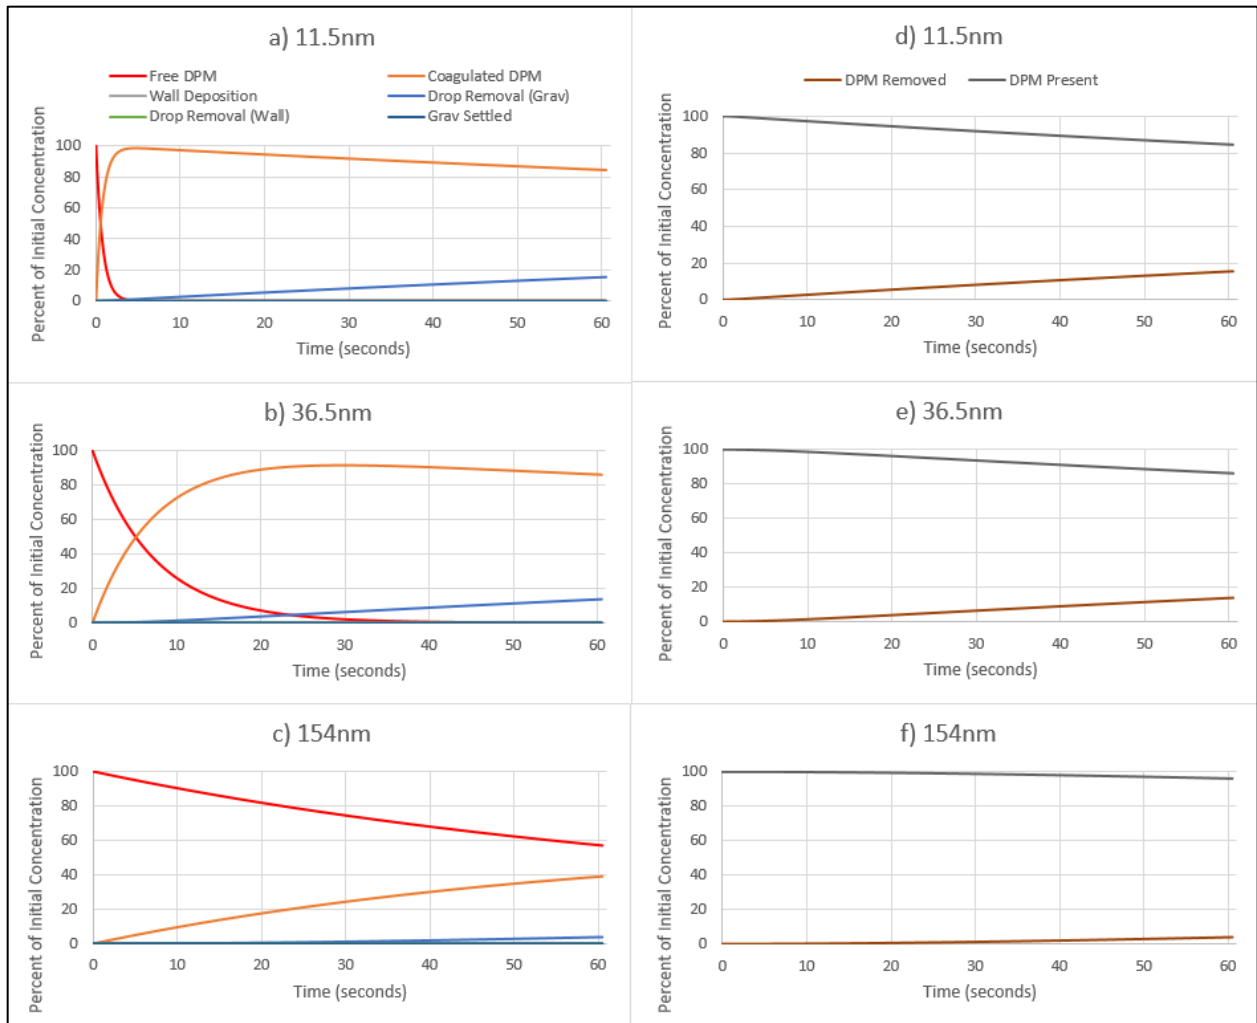 a) 11.5nm
Free DPM
Coagulated DPM
Wall Deposition
Drop Removal (Grav)
Drop Removal (Wall)
Grav Settled
Percent of Initial Concentration
100
80
60
40
20
0
0 10 20 30 40 50 60
Time (seconds)
d) 11.5nm
DPM Removed
DPM Present
Percent of Initial Concentration
100
80
60
40
20
0
0 10 20 30 40 50 60
Time (seconds)
b) 36.5nm
Percent of Initial Concentration
100
80
60
40
20
0
0 10 20 30 40 50 60
Time (seconds)
e) 36.5nm
Percent of Initial Concentration
100
80
60
40
20
0
0 10 20 30 40 50 60
Time (seconds)
c) 154nm
Percent of Initial Concentration
100
80
60
40
20
0
0 10 20 30 40 50 60
Time (seconds)
f) 154nm
Percent of Initial Concentration
100
80
60
40
20
0
0 10 20 30 40 50 60
Time (seconds)